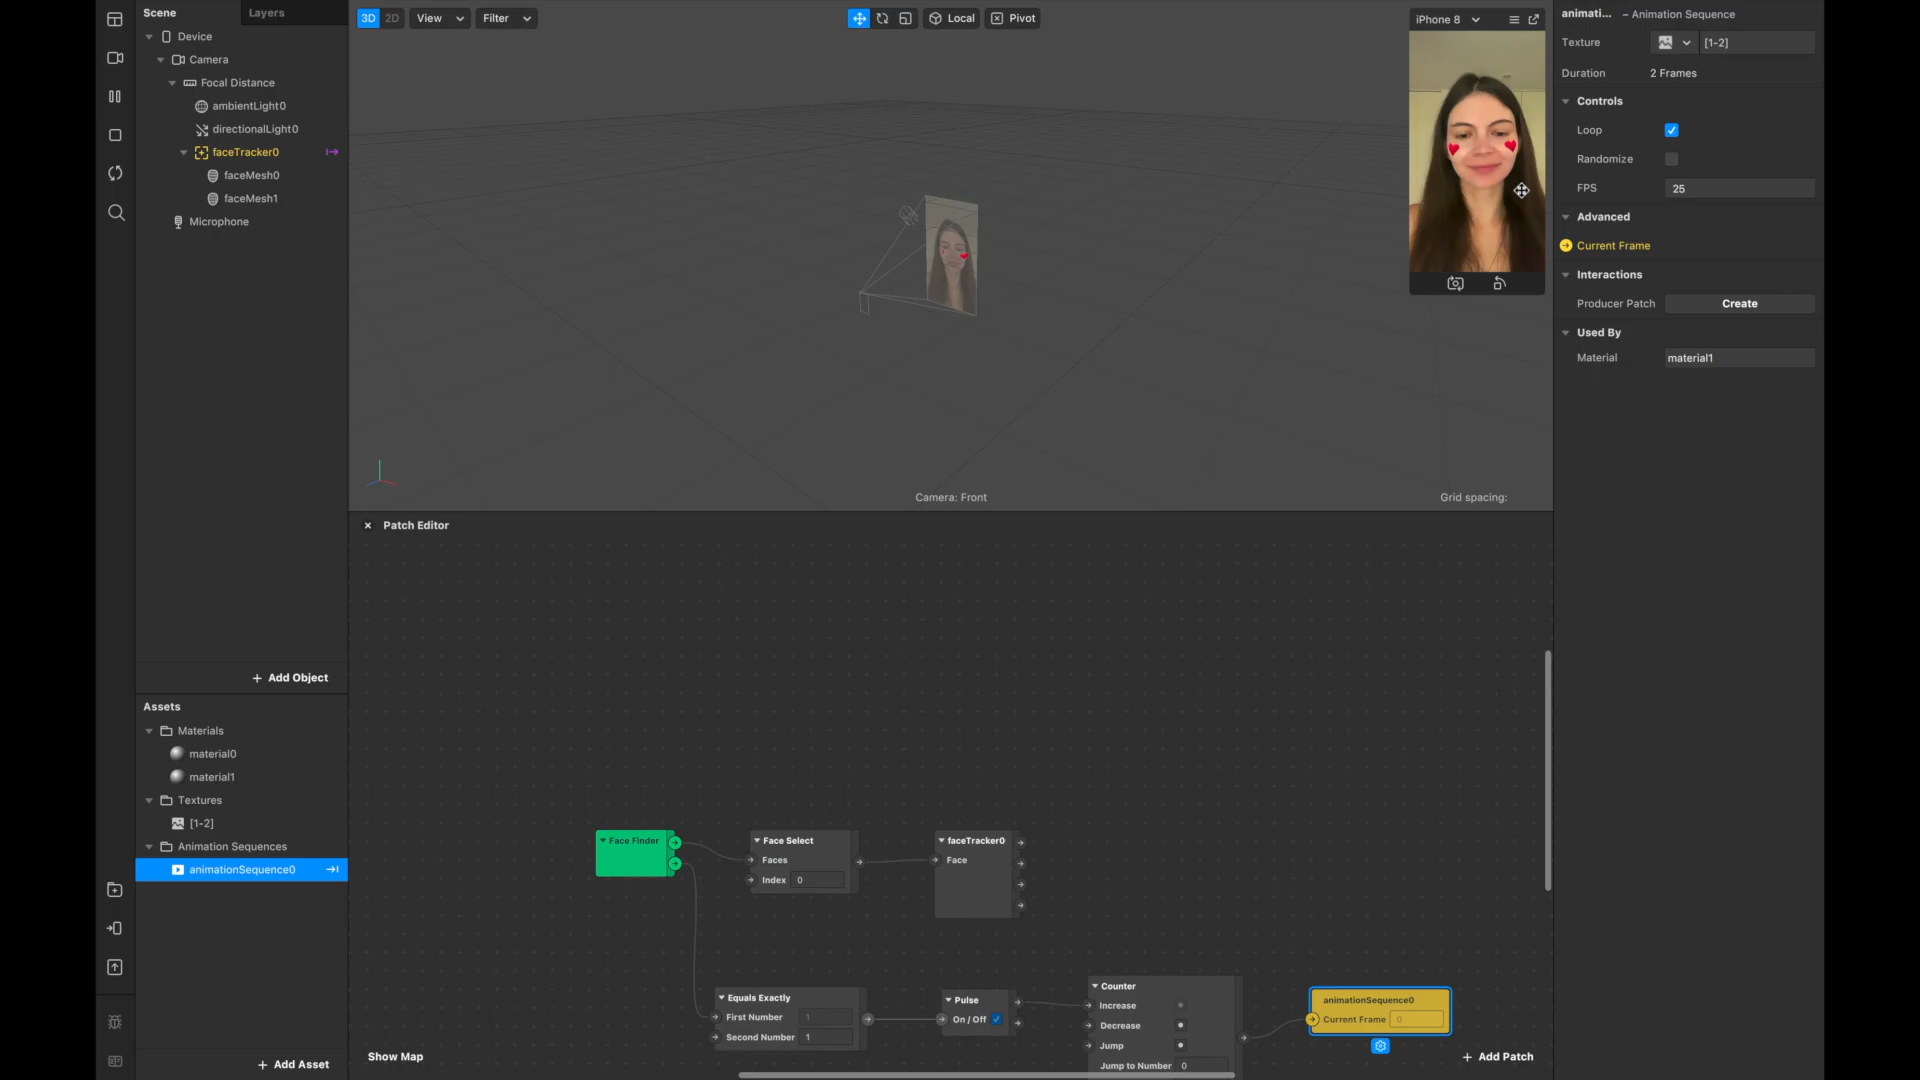 Scene
Layers
Device
Camera
Focal Distance
ambientLight0
directionalLight0
faceTracker0
faceMesh0
faceMesh1
Microphone
+ Add Object
Assets
Materials
material0
material1
Textures
[1-2]
Animation Sequences
animationSequence0
+ Add Asset
3D 2D View Filter
Local Pivot
iPhone 8
Camera: Front
Grid spacing:
Patch Editor
Face Finder
Face Select
Faces
Index 0
faceTracker0
Face
Equals Exactly
First Number 1
Second Number 1
Pulse
On / Off
Counter
Increase
Decrease
Jump
Jump to Number 0
animationSequence0
Current Frame 0
Show Map
+ Add Patch
animati... – Animation Sequence
Texture [1-2]
Duration 2 Frames
Controls
Loop
Randomize
FPS 25
Advanced
Current Frame
Interactions
Producer Patch Create
Used By
Material material1